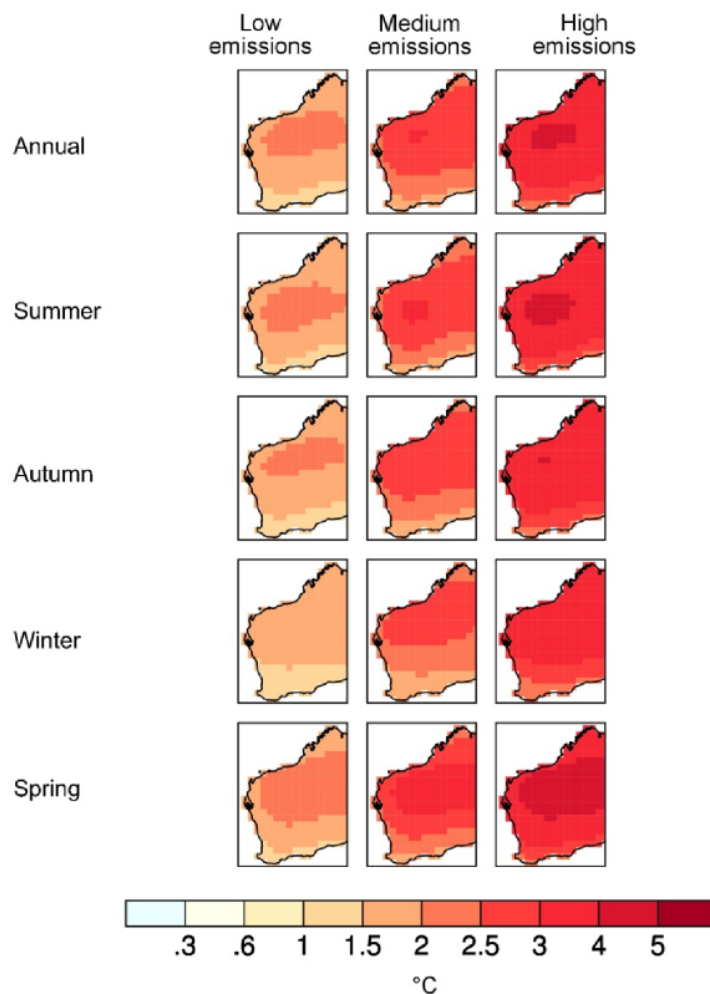 Low emissions
Medium emissions
High emissions
Annual
Summer
Autumn
Winter
Spring
.3 .6 1 1.5 2 2.5 3 4 5
°C